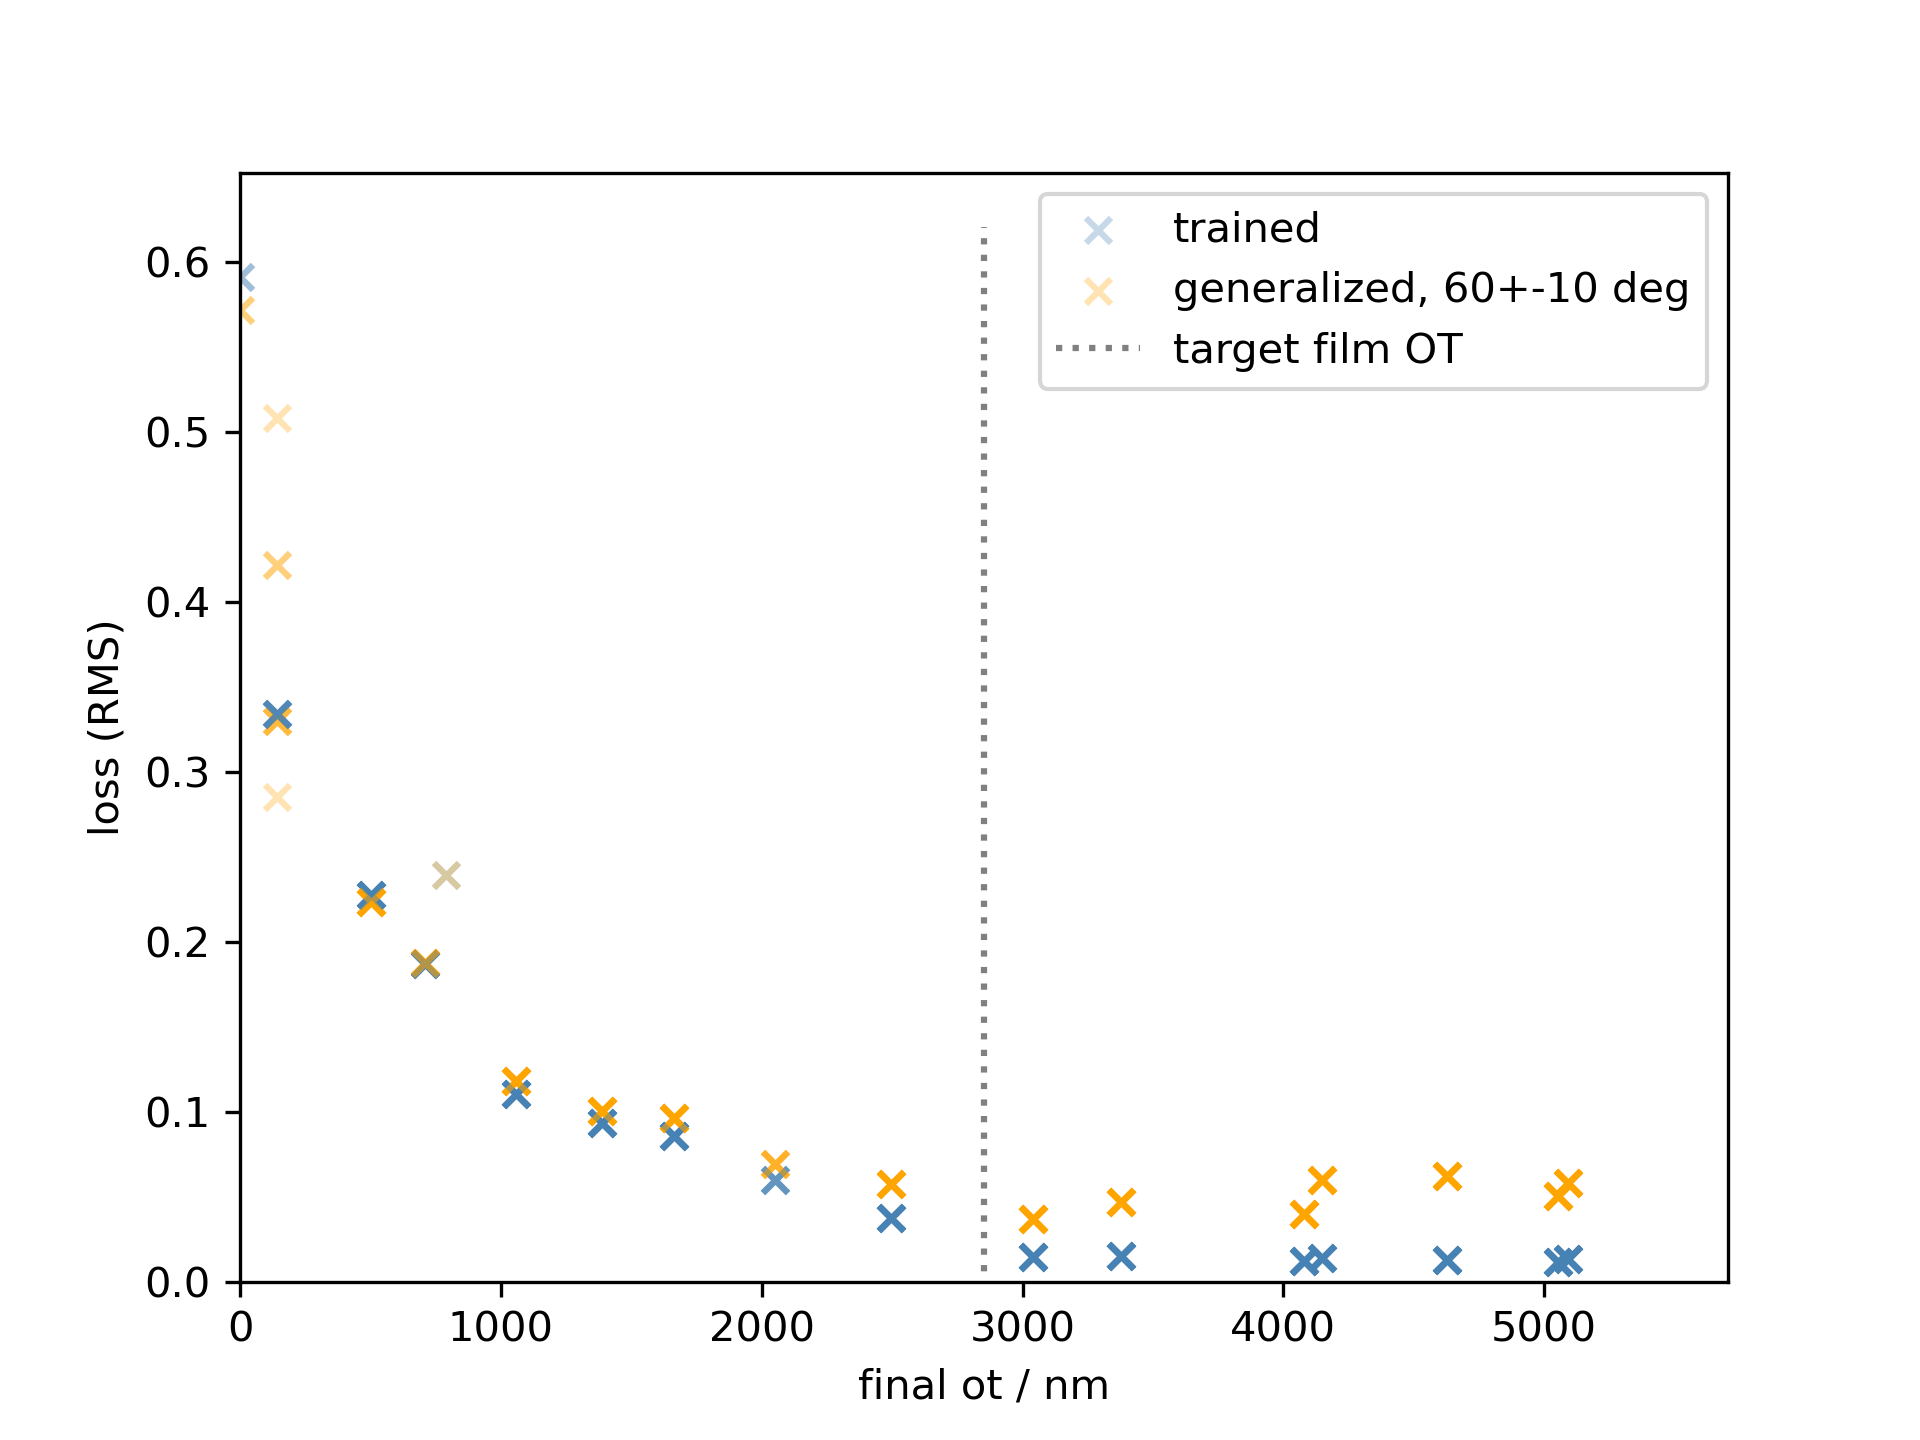 trained
generalized, 60+-10 deg
target film OT
0.6
0.5
0.4
0.3
0.2
0.1
0.0
loss (RMS)
0 1000 2000 3000 4000 5000
final ot / nm